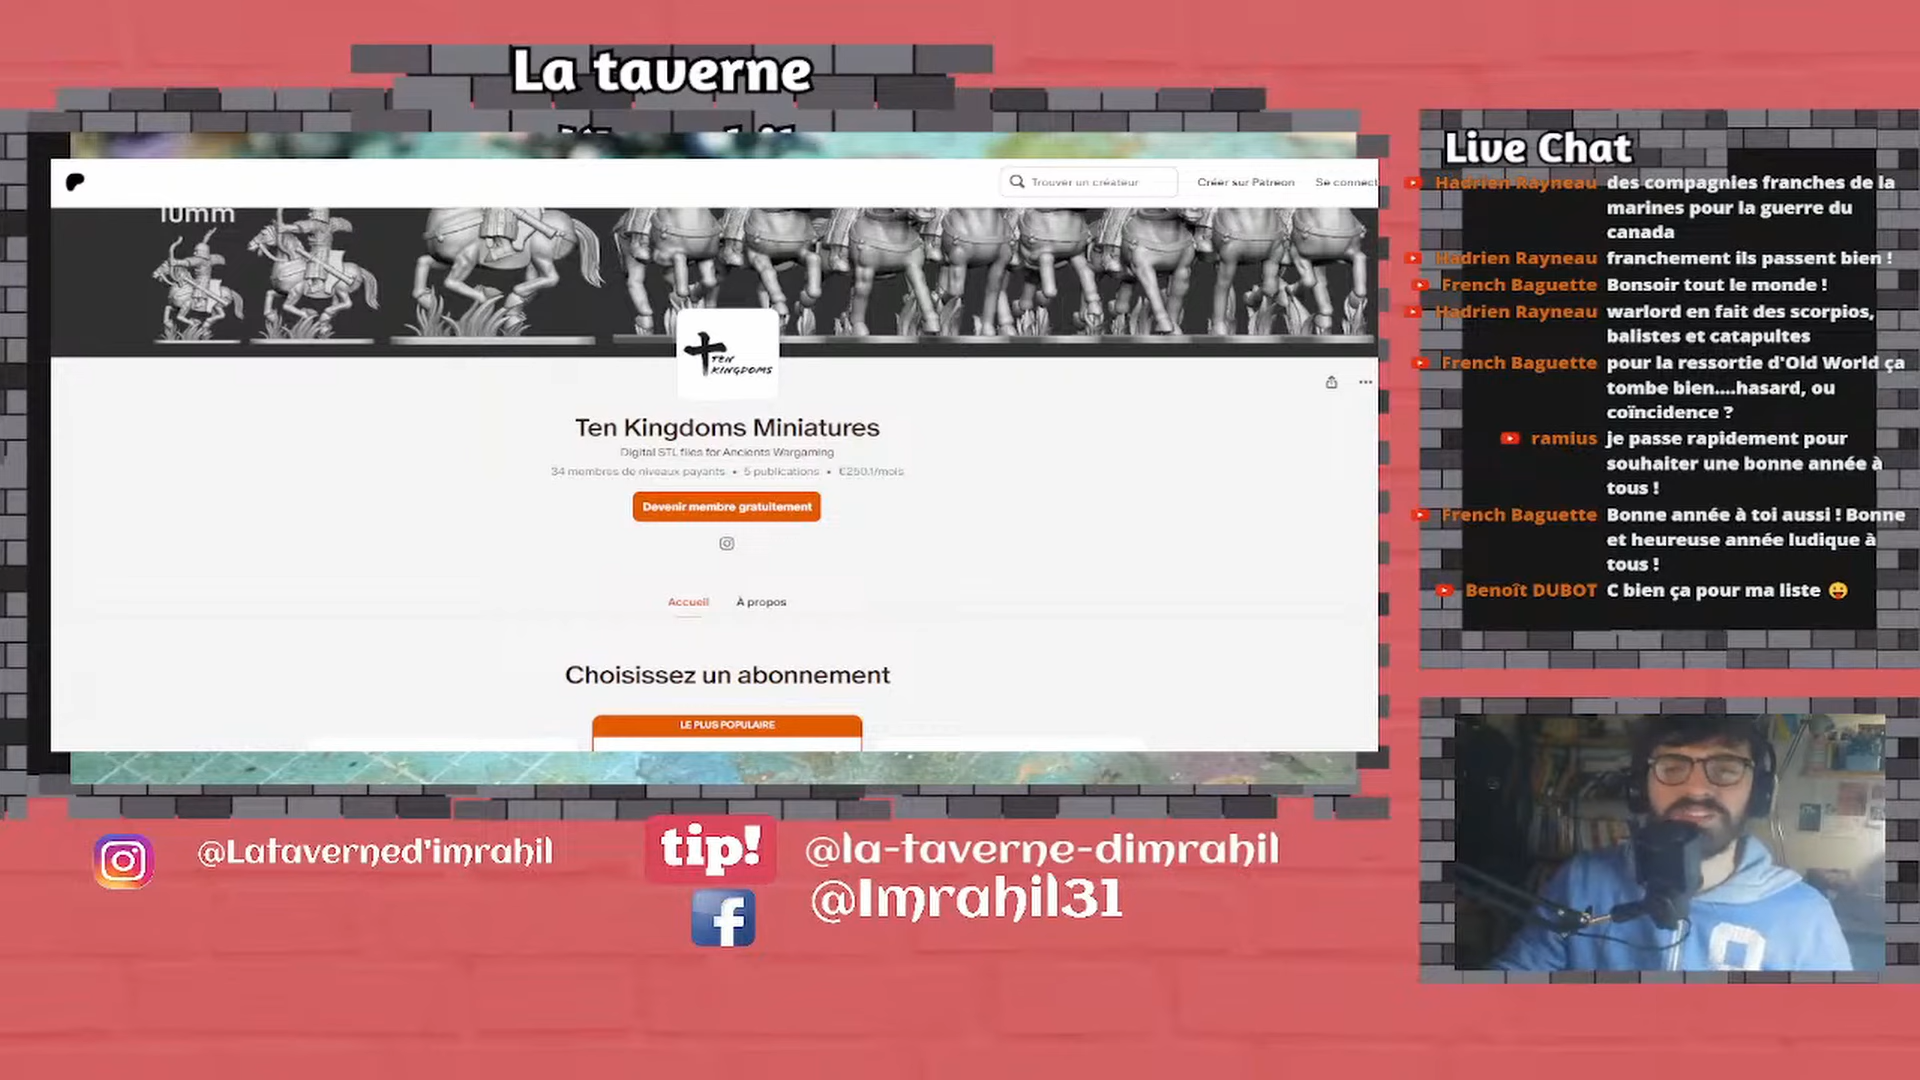 La taverne
Trouver un créateur
Créer sur Patreon
Se connect
10mm
TEN
KINGDOMS
Ten Kingdoms Miniatures
Digital STL files for Ancients Wargaming
34 membres de niveaux payants • 5 publications • €250.1/mois
Devenir membre gratuitement
Accueil
À propos
Choisissez un abonnement
LE PLUS POPULAIRE
@Lataverned'imrahil
tip!
@la-taverne-dimrahil
@Imrahil31
Live Chat
Hadrien Rayneau des compagnies franches de la
marines pour la guerre du
canada
Hadrien Rayneau franchement ils passent bien !
French Baguette Bonsoir tout le monde !
Hadrien Rayneau warlord en fait des scorpios,
balistes et catapultes
French Baguette pour la ressortie d'Old World ça
tombe bien....hasard, ou
coïncidence ?
ramius je passe rapidement pour
souhaiter une bonne année à
tous !
French Baguette Bonne année à toi aussi ! Bonne
et heureuse année ludique à
tous !
Benoît DUBOT C bien ça pour ma liste 😛